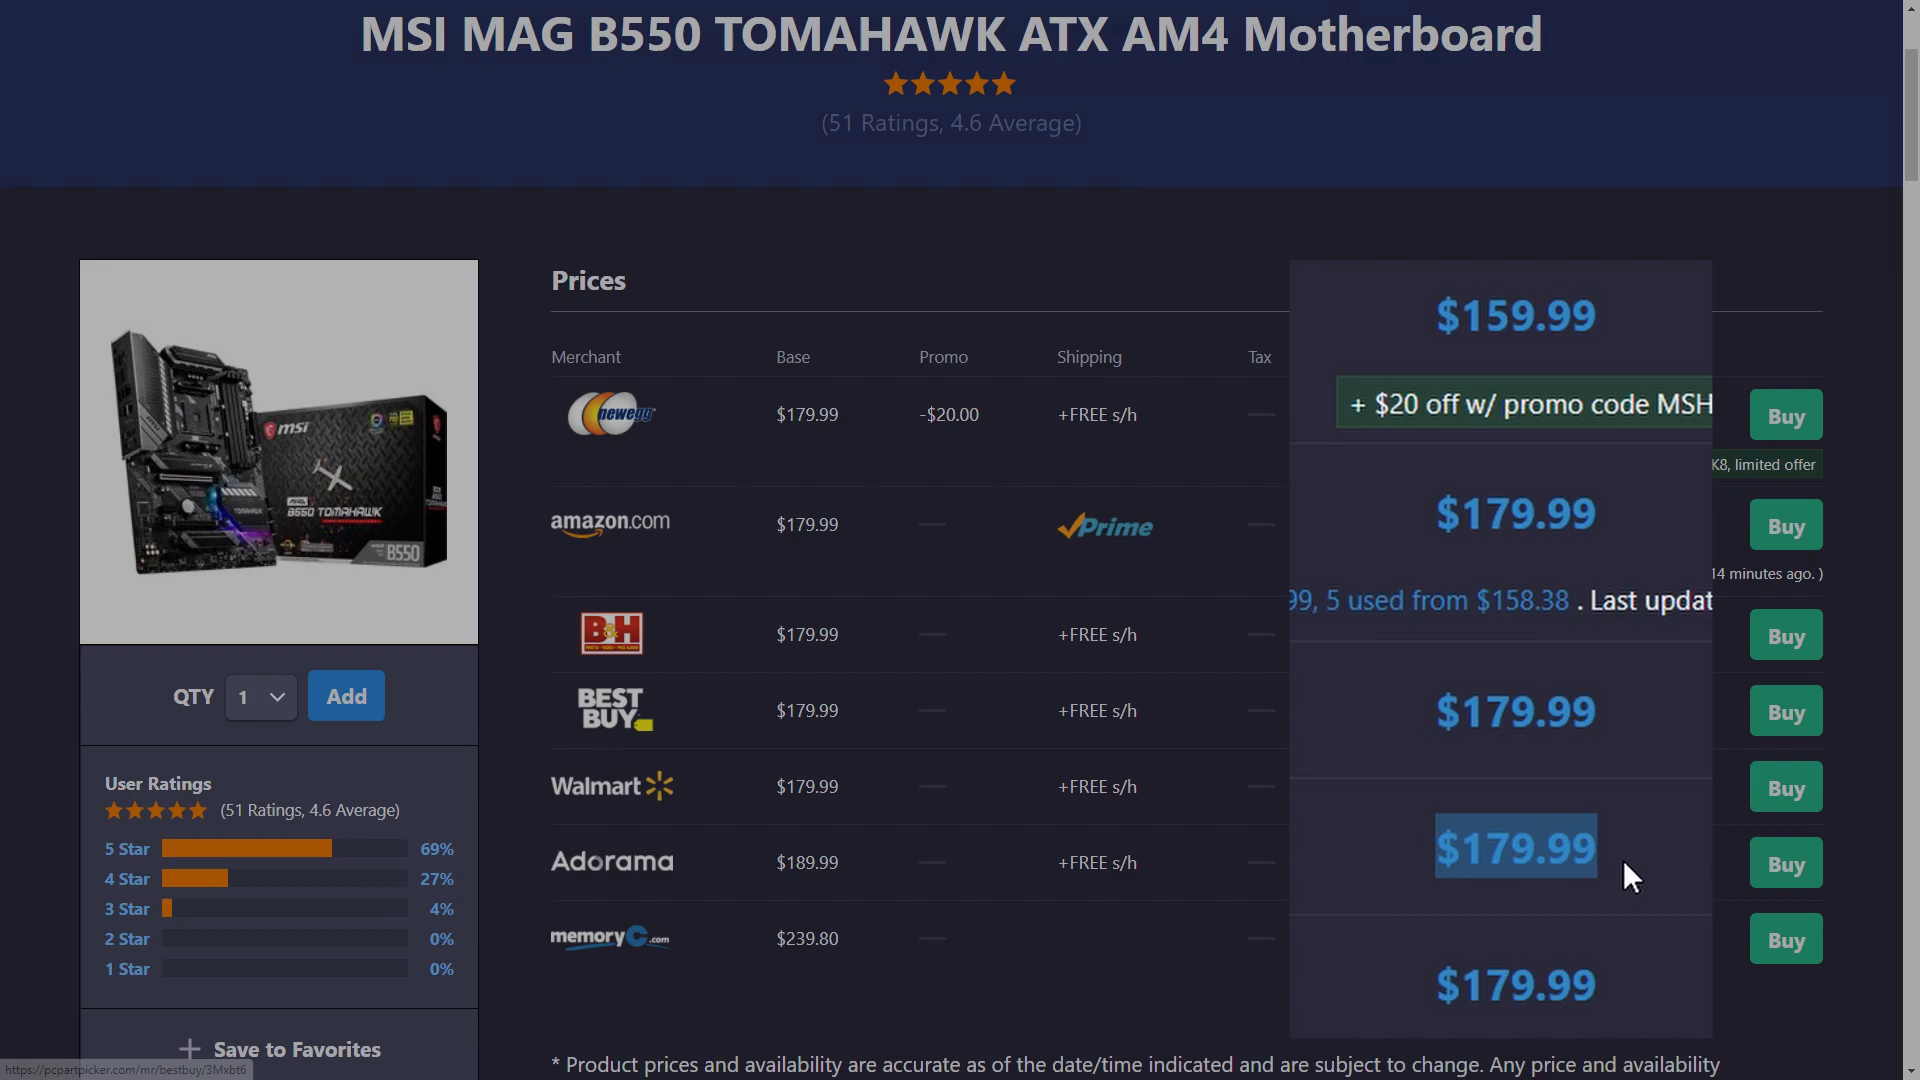 MSI MAG B550 TOMAHAWK ATX AM4 Motherboard
(51 Ratings, 4.6 Average)
Prices
Merchant Base Promo Shipping Tax
newegg $179.99 -$20.00 +FREE s/h Buy
K8, limited offer
amazon.com $179.99 Prime Buy
14 minutes ago. )
B&H $179.99 +FREE s/h Buy
BEST BUY $179.99 +FREE s/h Buy
Walmart $179.99 +FREE s/h Buy
Adorama $189.99 +FREE s/h Buy
memoryC.com $239.80 Buy
$159.99
+ $20 off w/ promo code MSH
$179.99
99, 5 used from $158.38 . Last updat
$179.99
$179.99
$179.99
msi
B550 TOMAHAWK
B550
QTY 1 Add
User Ratings
(51 Ratings, 4.6 Average)
5 Star 69%
4 Star 27%
3 Star 4%
2 Star 0%
1 Star 0%
+ Save to Favorites
* Product prices and availability are accurate as of the date/time indicated and are subject to change. Any price and availability
https://pcpartpicker.com/mr/bestbuy/3Mxbt6